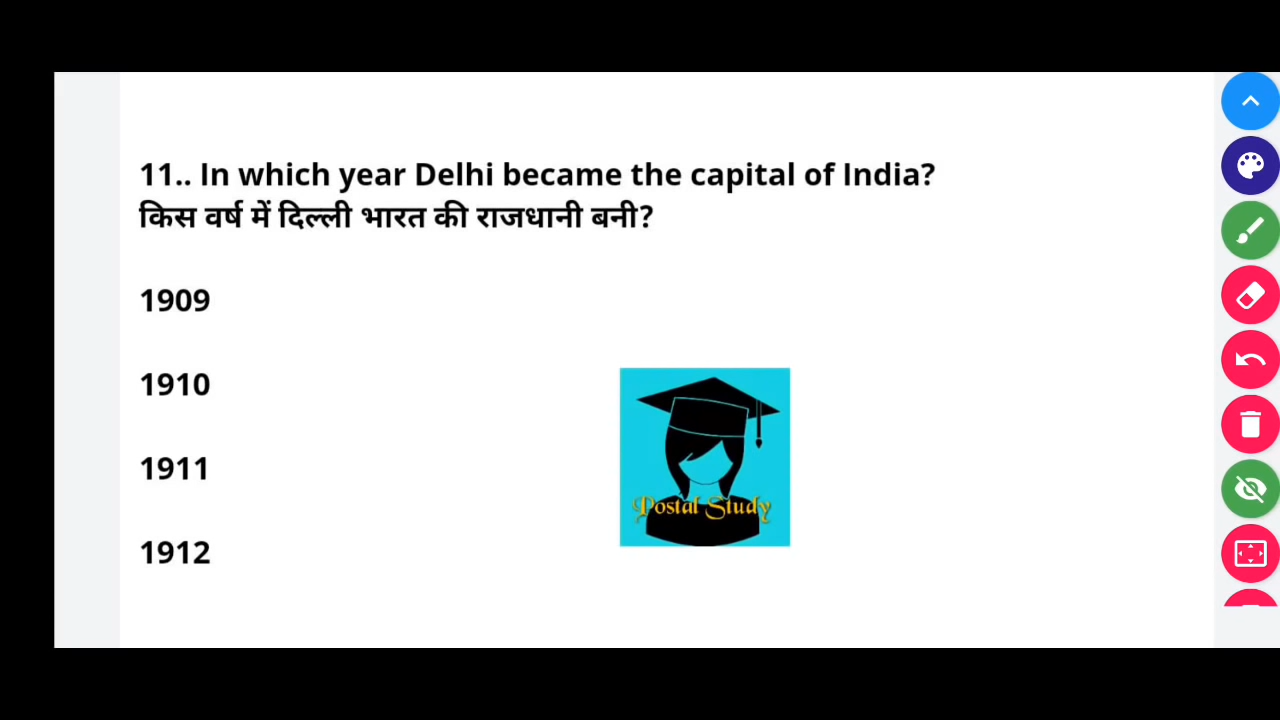 11.. In which year Delhi became the capital of India?
किस वर्ष में दिल्ली भारत की राजधानी बनी?
1909
1910
1911
1912
Postal Study